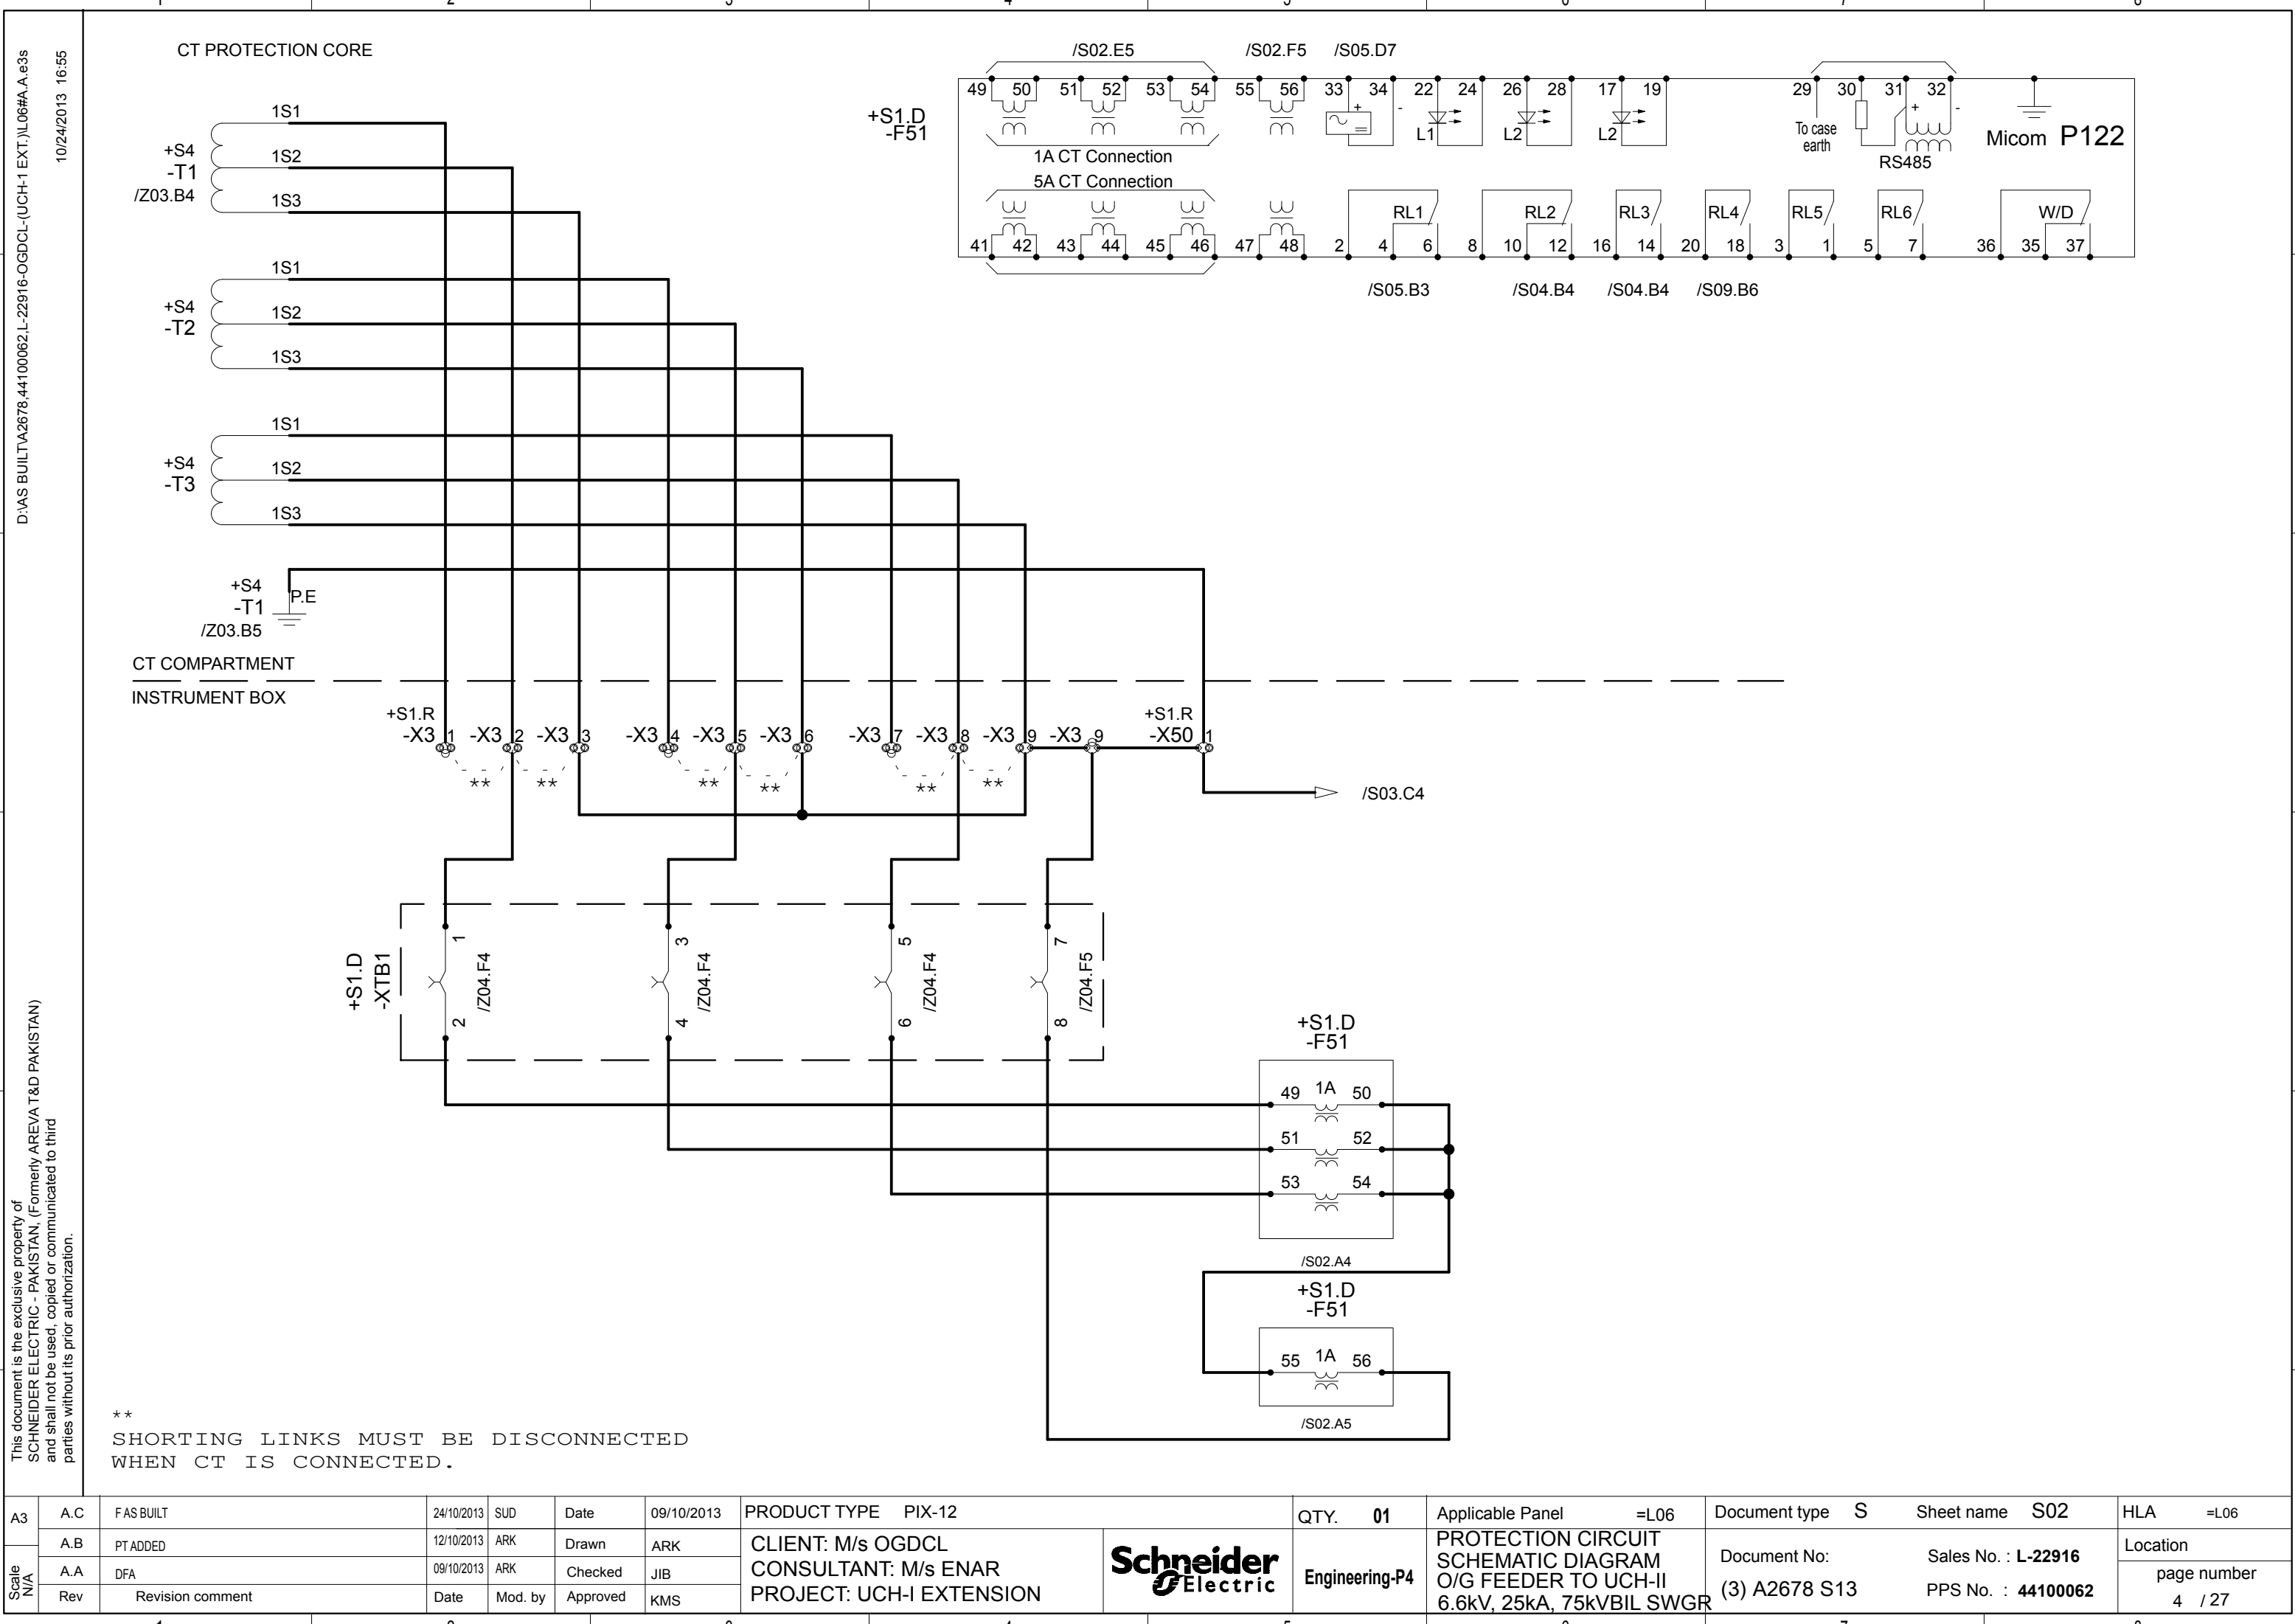 CT PROTECTION CORE
1S1
1S2
1S3
+S4
-T1
/Z03.B4
1S1
1S2
1S3
+S4
-T2
1S1
1S2
1S3
+S4
-T3
+S4
-T1
/Z03.B5
P.E
CT COMPARTMENT
INSTRUMENT BOX
/S02.E5 /S02.F5 /S05.D7
+S1.D
-F51
49 50 51 52 53 54 55 56 33 34 22 24 26 28 17 19 29 30 31 32
+ - L1 L2 L2 + -
To case
earth
RS485
Micom P122
1A CT Connection
5A CT Connection
RL1 RL2 RL3 RL4 RL5 RL6 W/D
41 42 43 44 45 46 47 48 2 4 6 8 10 12 16 14 20 18 3 1 5 7 36 35 37
/S05.B3 /S04.B4 /S04.B4 /S09.B6
+S1.R +S1.R
-X3 1 -X3 2 -X3 3 -X3 4 -X3 5 -X3 6 -X3 7 -X3 8 -X3 9 -X3 9 -X50 1
** ** ** ** ** **
/S03.C4
+S1.D
-XTB1
1 2 /Z04.F4
3 4 /Z04.F4
5 6 /Z04.F4
7 8 /Z04.F5
+S1.D
-F51
49 1A 50
51 52
53 54
/S02.A4
+S1.D
-F51
55 1A 56
/S02.A5
**
SHORTING LINKS MUST BE DISCONNECTED
WHEN CT IS CONNECTED.
D:\AS BUILT\A2678,44100062,L-22916-OGDCL-(UCH-1 EXT.)\L06#A.A.e3s
10/24/2013 16:55
This document is the exclusive property of
SCHNEIDER ELECTRIC - PAKISTAN, (Formerly AREVA T&D PAKISTAN)
and shall not be used, copied or communicated to third
parties without its prior authorization.
A3
Scale
N/A
A.C F AS BUILT 24/10/2013 SUD Date 09/10/2013
A.B PT ADDED 12/10/2013 ARK Drawn ARK
A.A DFA 09/10/2013 ARK Checked JIB
Rev Revision comment Date Mod. by Approved KMS
PRODUCT TYPE PIX-12
CLIENT: M/s OGDCL
CONSULTANT: M/s ENAR
PROJECT: UCH-I EXTENSION
Schneider
Electric
QTY. 01
Engineering-P4
Applicable Panel =L06
PROTECTION CIRCUIT
SCHEMATIC DIAGRAM
O/G FEEDER TO UCH-II
6.6kV, 25kA, 75kVBIL SWGR
Document type S Sheet name S02
Document No: Sales No. : L-22916
(3) A2678 S13 PPS No. : 44100062
HLA =L06
Location
page number
4 / 27